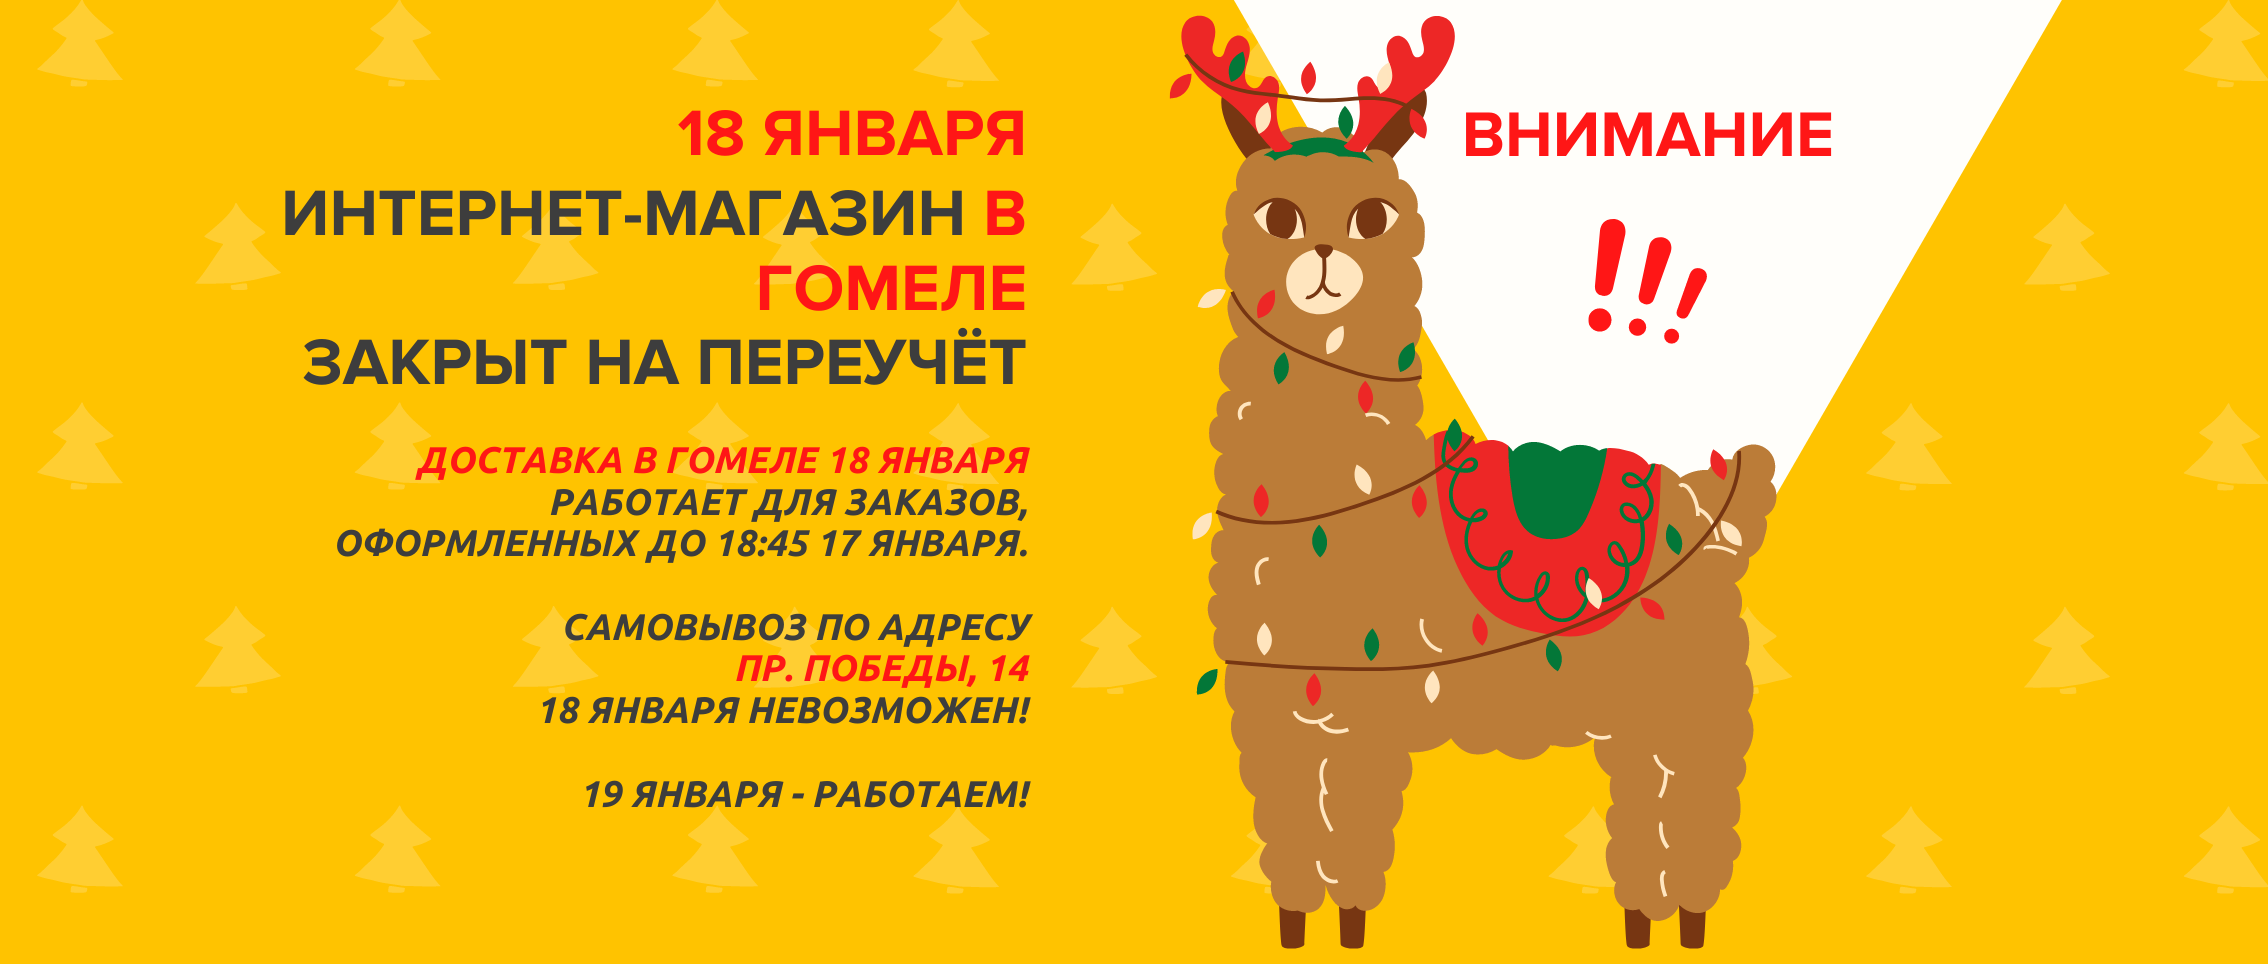 18 ЯНВАРЯ
ИНТЕРНЕТ-МАГАЗИН В
ГОМЕЛЕ
ЗАКРЫТ НА ПЕРЕУЧЁТ
ДОСТАВКА В ГОМЕЛЕ 18 ЯНВАРЯ
РАБОТАЕТ ДЛЯ ЗАКАЗОВ,
ОФОРМЛЕННЫХ ДО 18:45 17 ЯНВАРЯ.
САМОВЫВОЗ ПО АДРЕСУ
ПР. ПОБЕДЫ, 14
18 ЯНВАРЯ НЕВОЗМОЖЕН!
19 ЯНВАРЯ - РАБОТАЕМ!
ВНИМАНИЕ
!!!